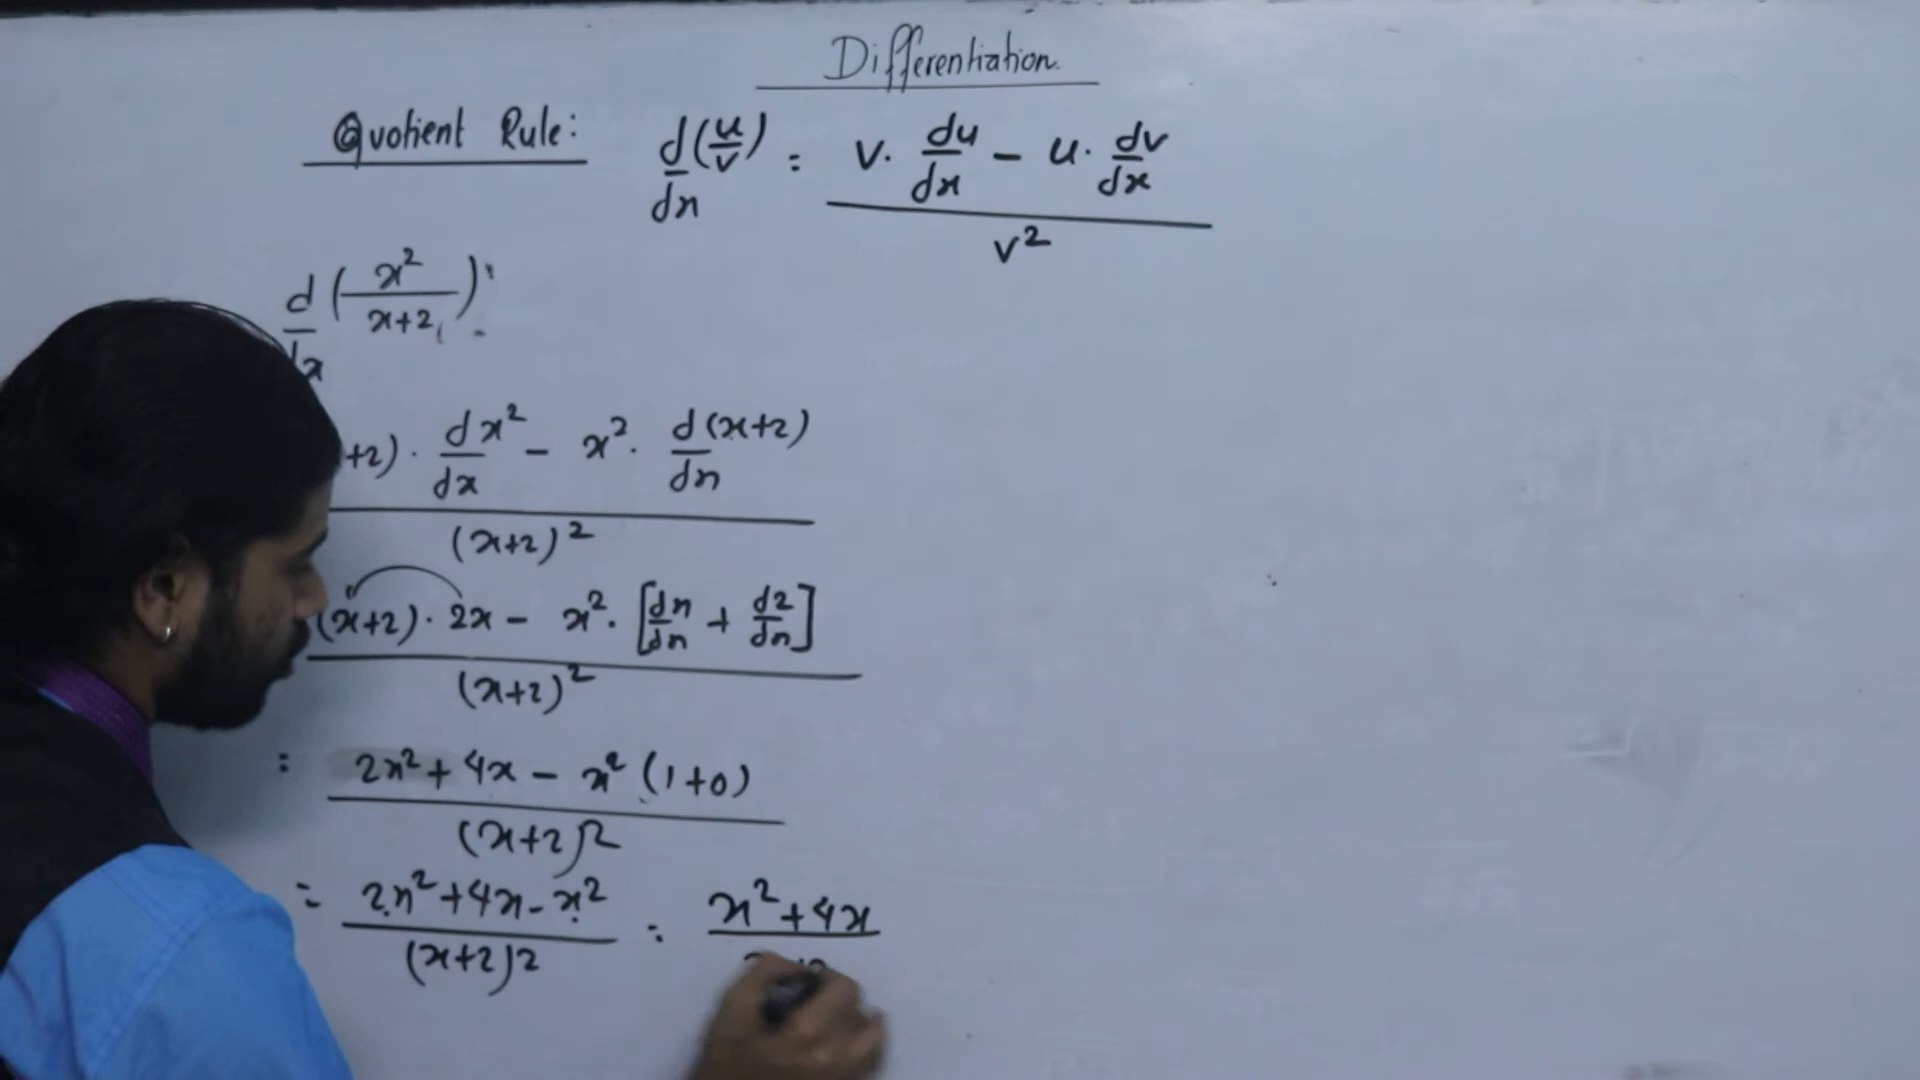 Differentiation.
Quotient Rule: d/dx (u/v) = v. du/dx - u. dv/dx / v²
d/dx (x²/x+2)
+2) . dx²/dx - x² . d(x+2)/dx / (x+2)²
(x+2) . 2x - x² . [dx/dx + d2/dx] / (x+2)²
= 2x² + 4x - x² (1+0) / (x+2)²
= 2x²+4x-x² / (x+2)² = x²+4x /